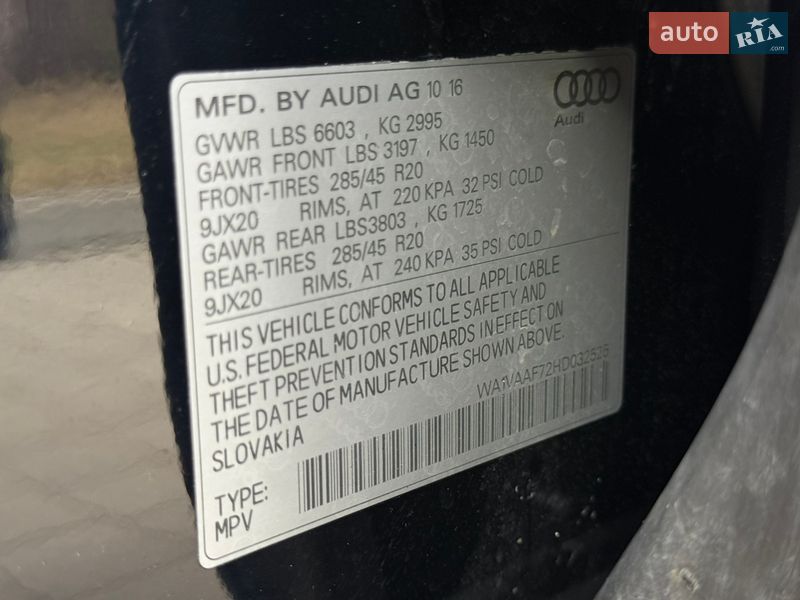 auto RIA .com
MFD. BY AUDI AG 10 16
Audi
GVWR LBS 6603 , KG 2995
GAWR FRONT LBS 3197 , KG 1450
FRONT-TIRES 285/45 R20
9JX20 RIMS, AT 220 KPA 32 PSI COLD
GAWR REAR LBS3803 , KG 1725
REAR-TIRES 285/45 R20
9JX20 RIMS, AT 240 KPA 35 PSI COLD
THIS VEHICLE CONFORMS TO ALL APPLICABLE
U.S. FEDERAL MOTOR VEHICLE SAFETY AND
THEFT PREVENTION STANDARDS IN EFFECT ON
THE DATE OF MANUFACTURE SHOWN ABOVE.
SLOVAKIA
WA1VAAF72HD032535
TYPE:
MPV